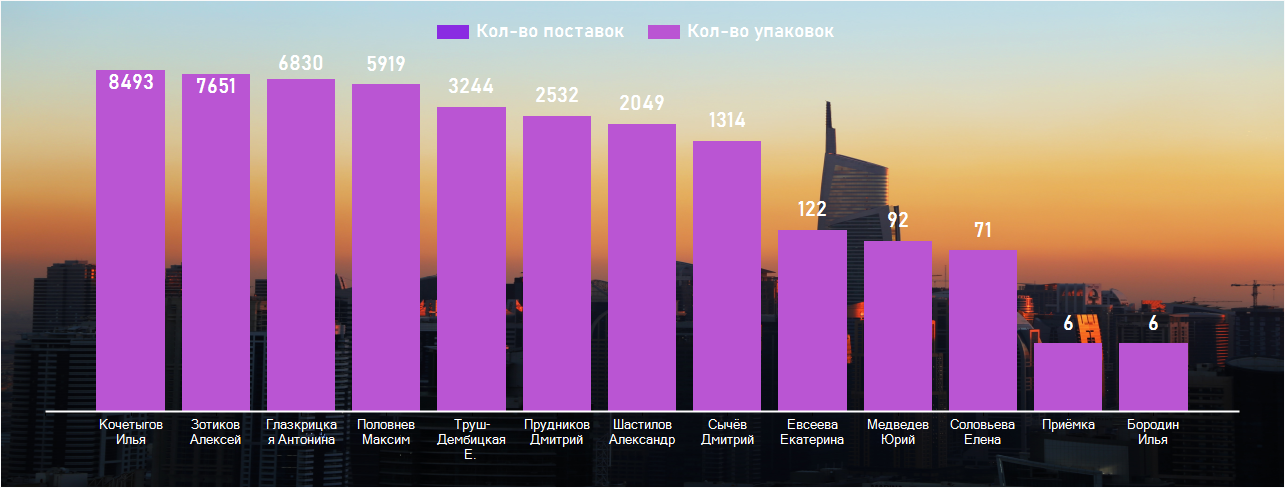 Кол-во поставок Кол-во упаковок
8493 7651 6830 5919 3244 2532 2049 1314 122 92 71 6 6
Кочетыгов
Илья
Зотиков
Алексей
Глазкрицка
я Антонина
Половнев
Максим
Труш-
Дембицкая
Е.
Прудников
Дмитрий
Шастилов
Александр
Сычёв
Дмитрий
Евсеева
Екатерина
Медведев
Юрий
Соловьева
Елена
Приёмка
Бородин
Илья